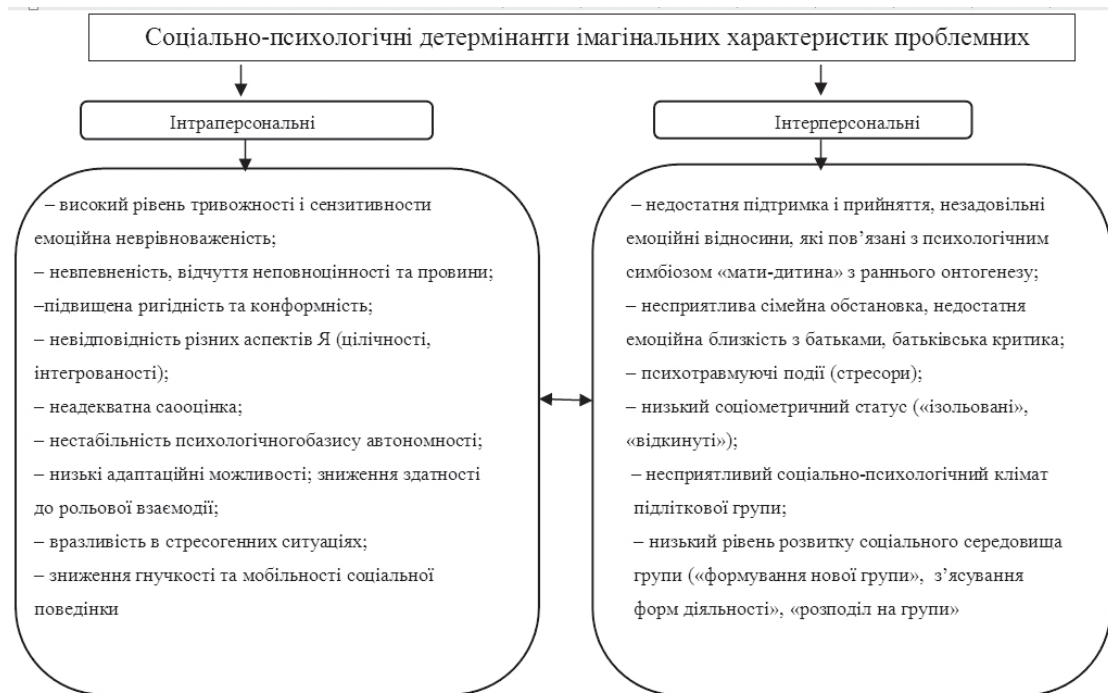 Соціально-психологічні детермінанти імагінальних характеристик проблемних
Інтраперсональні
– високий рівень тривожності і сензитивности
емоційна неврівноваженість;
– невпевненість, відчуття неповноцінності та провини;
–підвищена ригідність та конформність;
– невідповідність різних аспектів Я (цілічності,
інтегрованості);
– неадекватна саооцінка;
– нестабільність психологічногобазису автономності;
– низькі адаптаційні можливості; зниження здатності
до рольової взаємодії;
– вразливість в стресогенних ситуаціях;
– зниження гнучкості та мобільності соціальної
поведінки
Інтерперсональні
– недостатня підтримка і прийняття, незадовільні
емоційні відносини, які пов’язані з психологічним
симбіозом «мати-дитина» з раннього онтогенезу;
– несприятлива сімейна обстановка, недостатня
емоційна близкість з батьками, батьківська критика;
– психотравмуючі події (стресори);
– низький соціометричний статус («ізольовані»,
«відкинуті»);
– несприятливий соціально-психологічний клімат
підліткової групи;
– низький рівень розвитку соціального середовища
групи («формування нової групи», з’ясування
форм діяльності», «розподіл на групи»